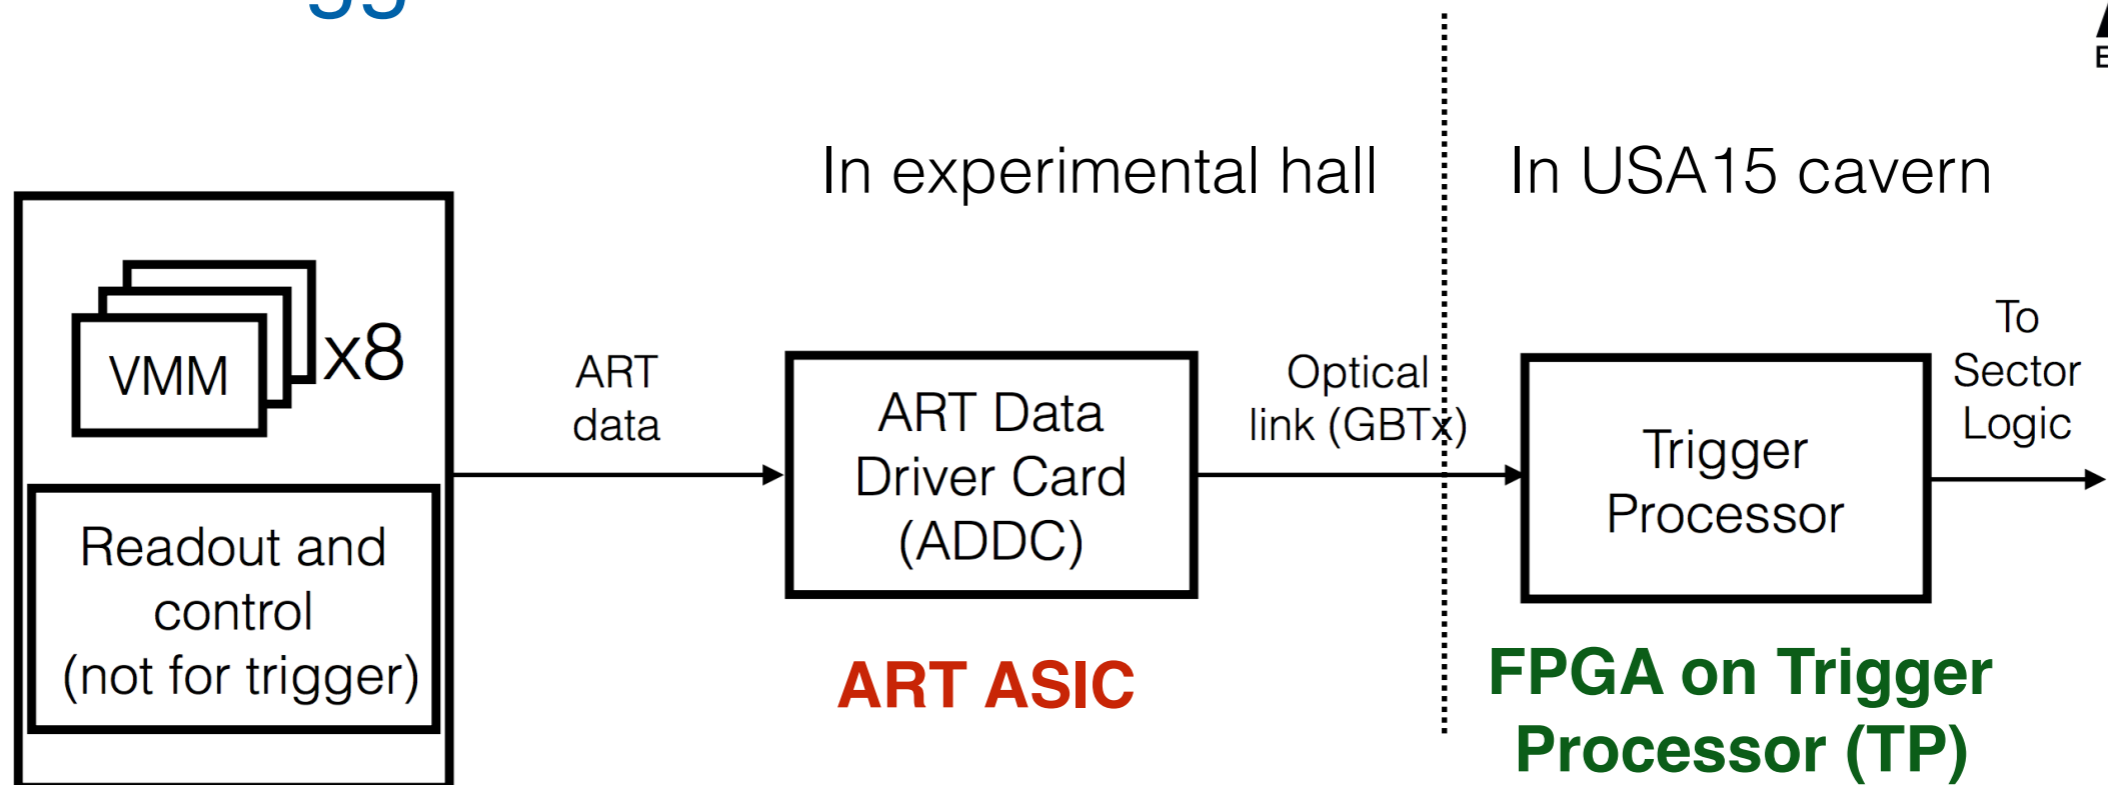 In experimental hall
In USA15 cavern
VMM
x8
Readout and
control
(not for trigger)
ART
data
ART Data
Driver Card
(ADDC)
ART ASIC
Optical
link (GBTx)
Trigger
Processor
FPGA on Trigger
Processor (TP)
To
Sector
Logic